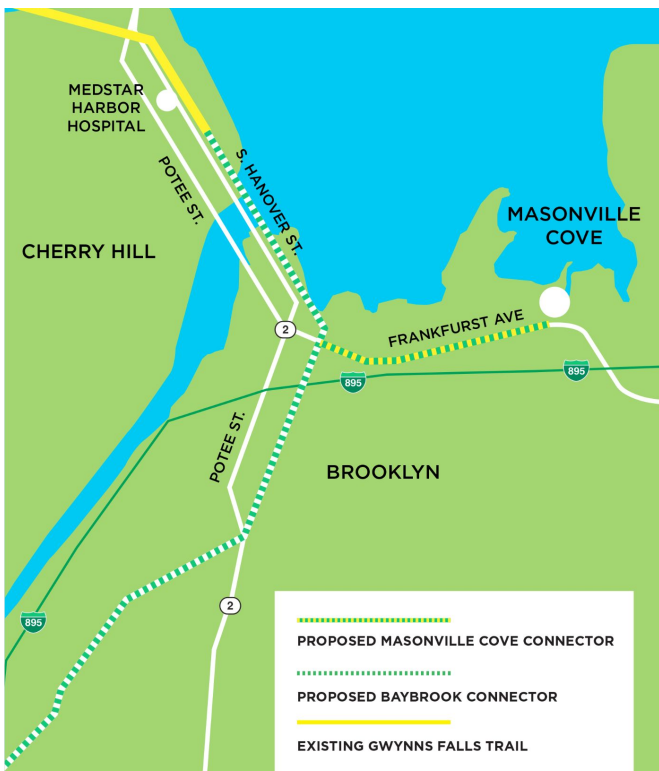 MEDSTAR
HARBOR
HOSPITAL
POTEE ST.
S. HANOVER ST.
CHERRY HILL
MASONVILLE
COVE
2
FRANKFURST AVE
895
895
POTEE ST.
BROOKLYN
2
895
PROPOSED MASONVILLE COVE CONNECTOR
PROPOSED BAYBROOK CONNECTOR
EXISTING GWYNNS FALLS TRAIL